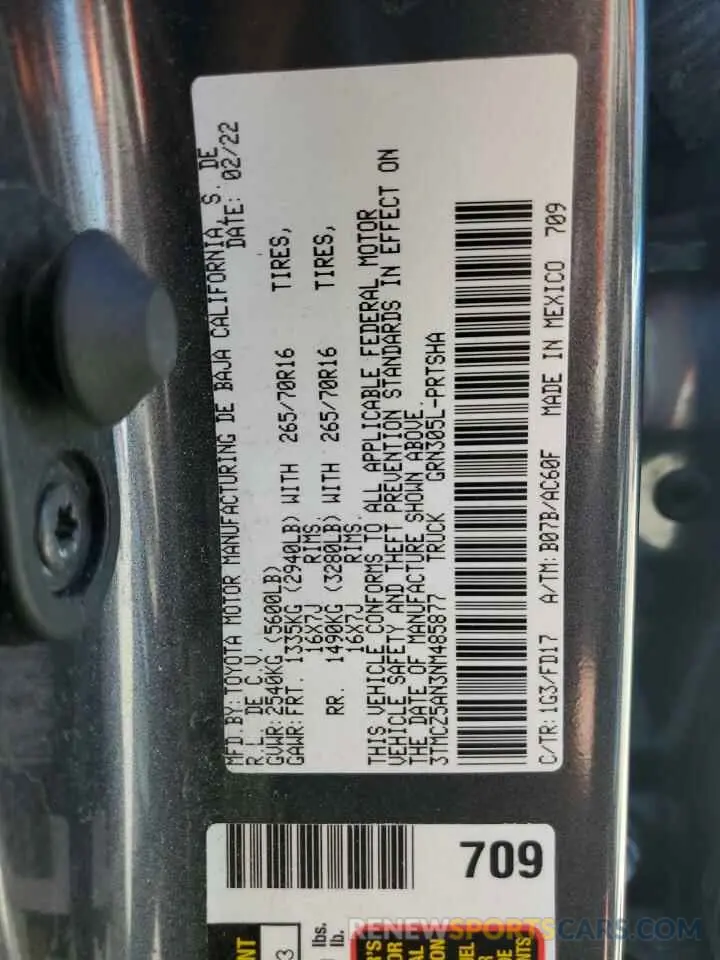 MFD.BY:TOYOTA MOTOR MANUFACTURING DE BAJA CALIFORNIA,S. DE
R.L. DE C.V. DATE: 02/22
GVWR:2540KG (5600LB)
GAWR:FRT. 1335KG (2940LB) WITH 265/70R16 TIRES,
16X7J RIMS.
RR. 1490KG (3280LB) WITH 265/70R16 TIRES,
16X7J RIMS.
THIS VEHICLE CONFORMS TO ALL APPLICABLE FEDERAL MOTOR
VEHICLE SAFETY AND THEFT PREVENTION STANDARDS IN EFFECT ON
THE DATE OF MANUFACTURE SHOWN ABOVE.
3TMCZ5AN3NM485877 TRUCK GRN305L-PRTSHA
C/TR:1G3/FD17 A/TM:B07B/AC60F MADE IN MEXICO 709
709
lbs.
lb.
RENEWSPORTSCARS.COM